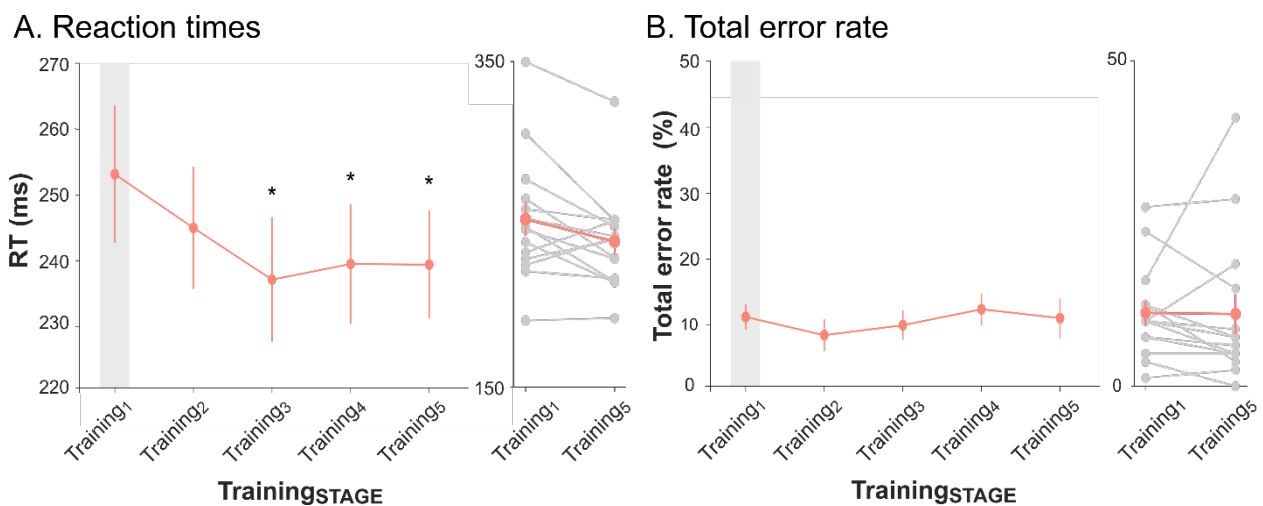 A. Reaction times
RT (ms)
270
260
250
240
230
220
*
*
*
Training1
Training2
Training3
Training4
Training5
TrainingSTAGE
350
150
Training1
Training5
B. Total error rate
Total error rate (%)
50
40
30
20
10
0
Training1
Training2
Training3
Training4
Training5
TrainingSTAGE
50
0
Training1
Training5